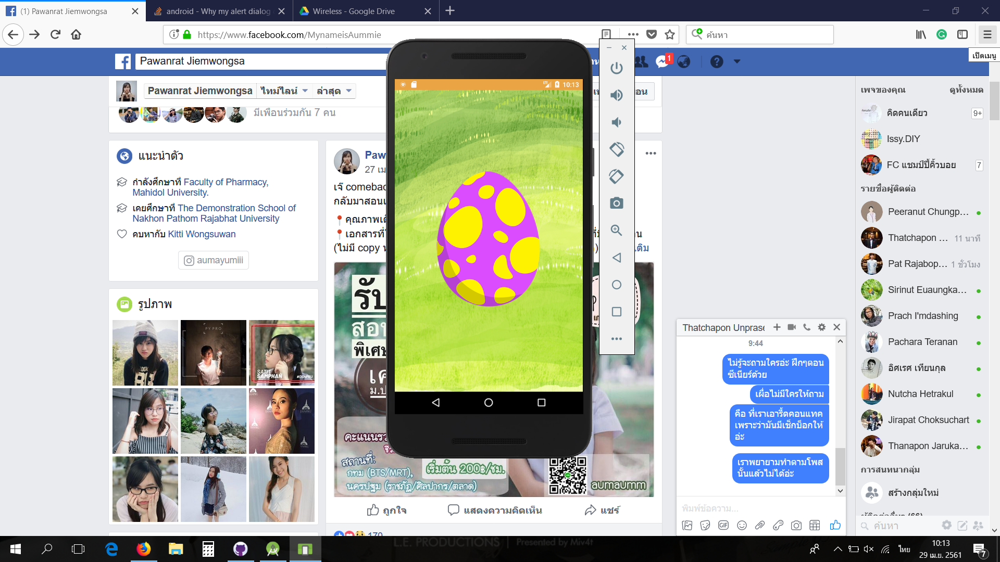 (1) Pawanrat Jiemwongsa
android - Why my alert dialog
Wireless - Google Drive
https://www.facebook.com/MynameisAummie
ค้นหา
เปิดเมนู
Pawanrat Jiemwongsa
1
Pawanrat Jiemwongsa
ไทม์ไลน์
ล่าสุด
มีเพื่อนร่วมกัน 7 คน
แนะนำตัว
กำลังศึกษาที่ Faculty of Pharmacy,
Mahidol University.
เคยศึกษาที่ The Demonstration School of
Nakhon Pathom Rajabhat University
คบหากับ Kitti Wongsuwan
aumayumiii
รูปภาพ
PY PRO
SATIT
SAMPHAN
#DSNPRU
DSNPRU
Paw
27 เม
เจ๊ comebac
กลับมาสอนเ
คุณภาพเต
เอกสารที่
(ไม่มี copy
เติม
รับ
สอน
พิเศษ
คะแนนรว
สถานที่:
กทม (BTS/MRT),
นครปฐม (ราชภัฏ/ศิลปากร/ตลาด)
เริ่มต้น 200฿/ชม.
aumaumm
ถูกใจ
แสดงความคิดเห็น
แชร์
170
LTE
10:13
เพจของคุณ
ดูทั้งหมด
คิดคนเดียว
9+
Issy.DIY
FC แชมป์ปี้คิ้วบอย
7
รายชื่อผู้ติดต่อ
Peeranut Chungp...
Thatchapon ...
11 นาที
Pat Rajabop...
1 ชั่วโมง
Sirinut Euaungka...
Prach I'mdashing
Pachara Teranan
อิศเรศ เทียนกุล
Nutcha Hetrakul
Jirapat Choksuchart
Thanapon Jaruka...
การสนทนากลุ่ม
สร้างกลุ่มใหม่
ค้นหา
Thatchapon Unprase
9:44
ไม่รู้จะถามใครอ่ะ ฝึกๆตอน
ซีเนียร์ด้วย
เผื่อไม่มีใครให้ถาม
คือ ที่เราเอารี้ดคอนแทค
เพราะว่ามันมีเช็กบ็อกให้
อ่ะ
เราพยายามทำตามโพส
นั้นแล้วไม่ได้อ่ะ
พิมพ์ข้อความ...
GIF
L.E. PRODUCTIONS | Presented by Miv4t
ไทย
10:13
29 เม.ย. 2561
7